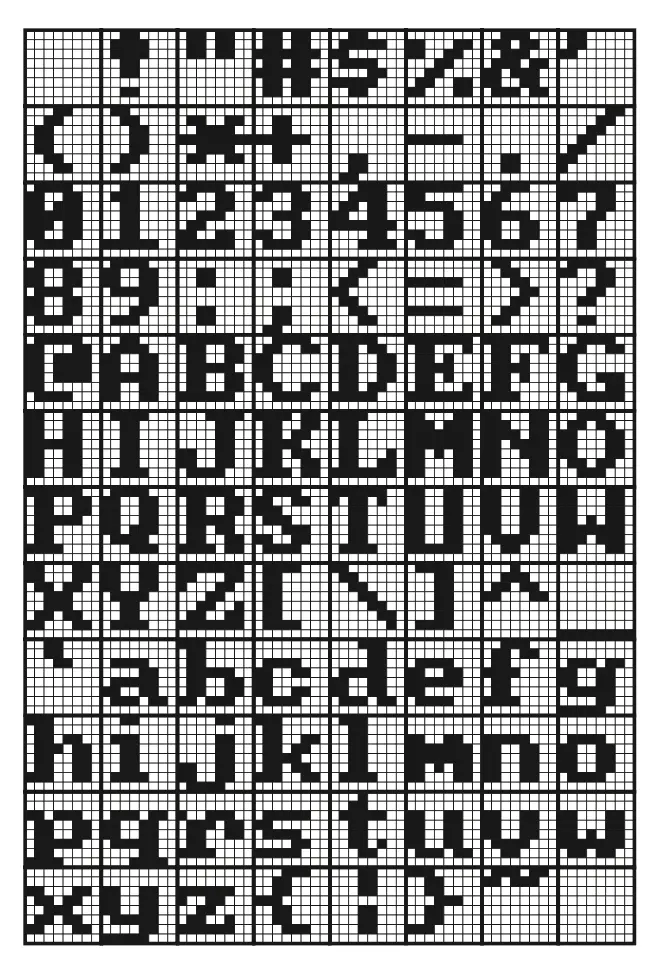 ! " # $ % & '
( ) * + , - . /
0 1 2 3 4 5 6 7
8 9 : ; < = > ?
@ A B C D E F G
H I J K L M N O
P Q R S T U V W
X Y Z [ \ ] ^ _
` a b c d e f g
h i j k l m n o
p q r s t u v w
x y z { | } ~